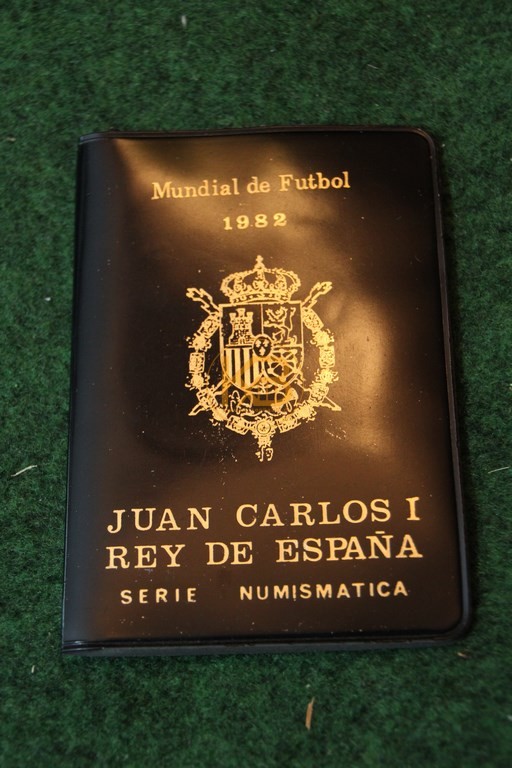 Mundial de Futbol
1982
JUAN CARLOS I
REY DE ESPAÑA
SERIE NUMISMATICA